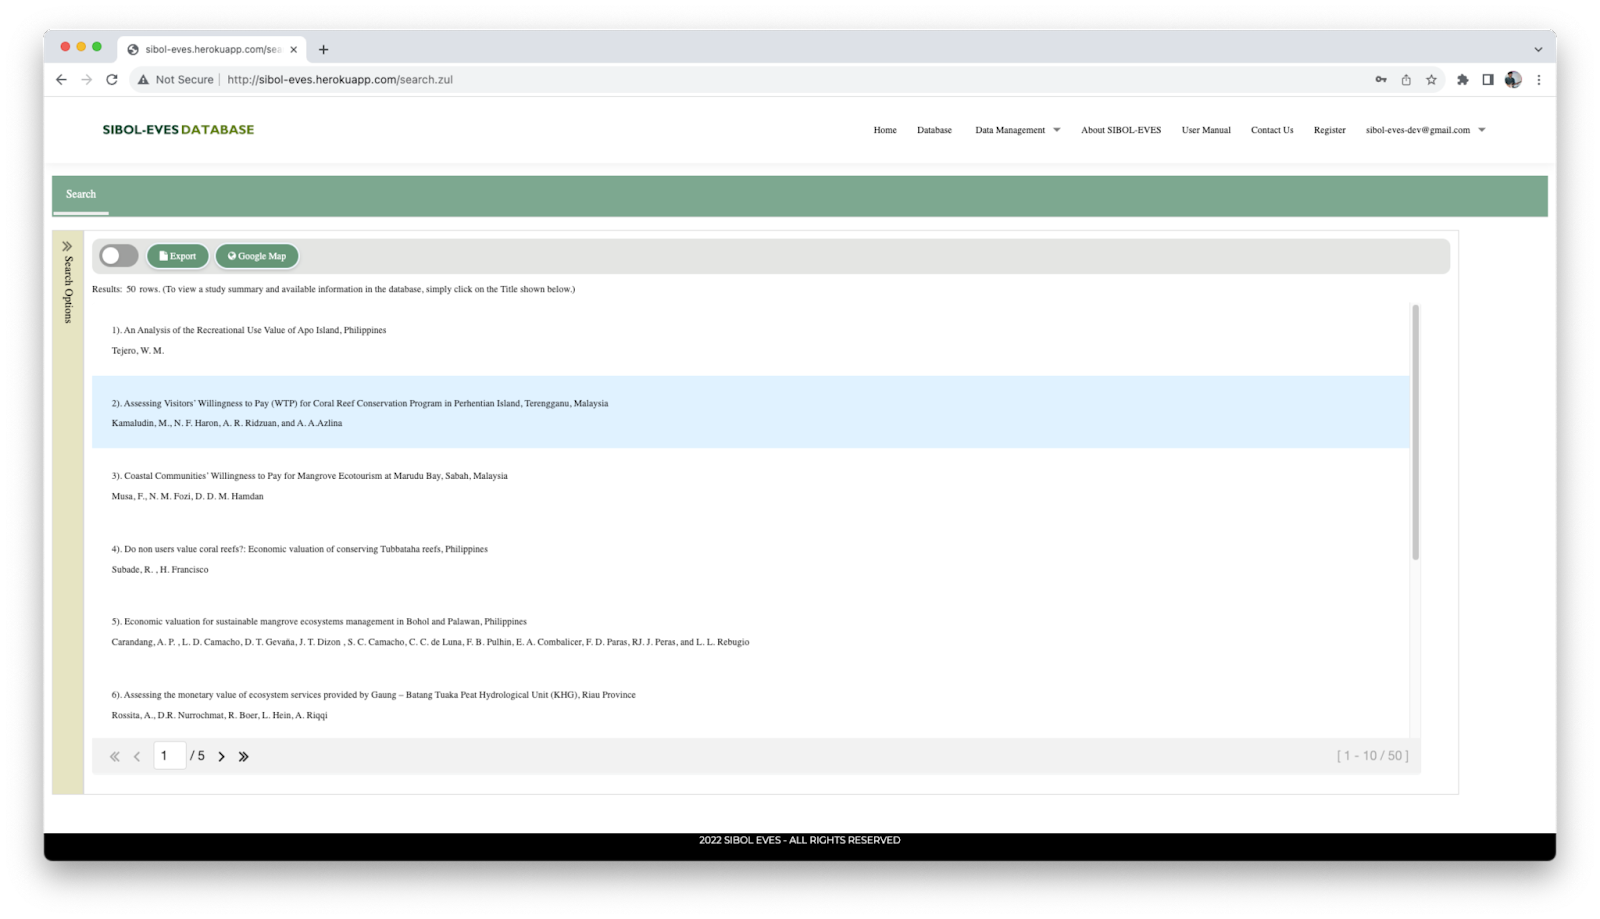 sibol-eves.herokuapp.com/sea
Not Secure | http://sibol-eves.herokuapp.com/search.zul
SIBOL-EVES DATABASE
Home Database Data Management About SIBOL-EVES User Manual Contact Us Register sibol-eves-dev@gmail.com
Search
Search Options
Export Google Map
Results: 50 rows. (To view a study summary and available information in the database, simply click on the Title shown below.)
1). An Analysis of the Recreational Use Value of Apo Island, Philippines
Tejero, W. M.
2). Assessing Visitors' Willingness to Pay (WTP) for Coral Reef Conservation Program in Perhentian Island, Terengganu, Malaysia
Kamaludin, M., N. F. Haron, A. R. Ridzuan, and A. A.Azlina
3). Coastal Communities' Willingness to Pay for Mangrove Ecotourism at Marudu Bay, Sabah, Malaysia
Musa, F., N. M. Fozi, D. D. M. Hamdan
4). Do non users value coral reefs?: Economic valuation of conserving Tubbataha reefs, Philippines
Subade, R. , H. Francisco
5). Economic valuation for sustainable mangrove ecosystems management in Bohol and Palawan, Philippines
Carandang, A. P. , L. D. Camacho, D. T. Gevaña, J. T. Dizon , S. C. Camacho, C. C. de Luna, F. B. Pulhin, E. A. Combalicer, F. D. Paras, RJ. J. Peras, and L. L. Rebugio
6). Assessing the monetary value of ecosystem services provided by Gaung – Batang Tuaka Peat Hydrological Unit (KHG), Riau Province
Rossita, A., D.R. Nurrochmat, R. Boer, L. Hein, A. Riqqi
1 / 5
[ 1 - 10 / 50 ]
2022 SIBOL EVES - ALL RIGHTS RESERVED